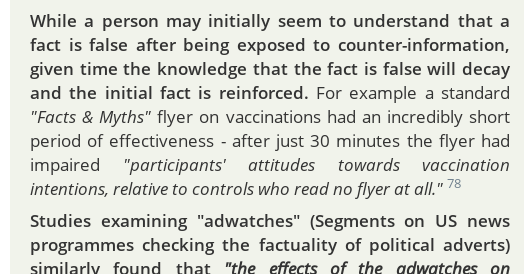 While a person may initially seem to understand that a
fact is false after being exposed to counter-information,
given time the knowledge that the fact is false will decay
and the initial fact is reinforced. For example a standard
"Facts & Myths" flyer on vaccinations had an incredibly short
period of effectiveness - after just 30 minutes the flyer had
impaired "participants' attitudes towards vaccination
intentions, relative to controls who read no flyer at all." 78
Studies examining "adwatches" (Segments on US news
programmes checking the factuality of political adverts)
similarly found that "the effects of the adwatches on